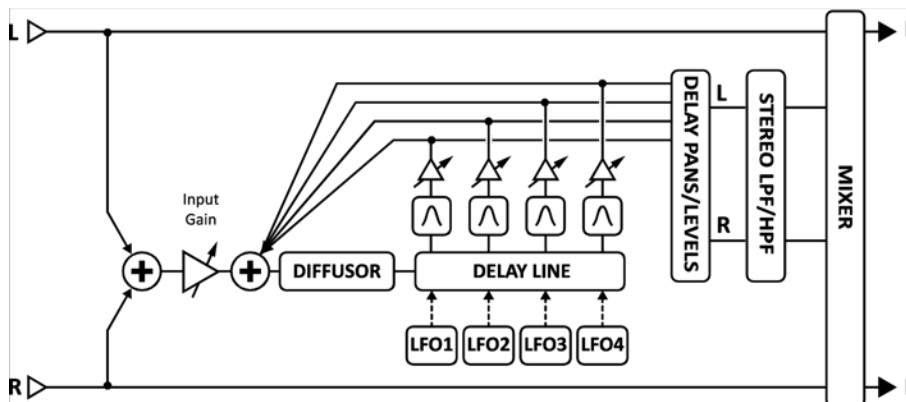 L
Input
Gain
DIFFUSOR
DELAY LINE
LFO1
LFO2
LFO3
LFO4
DELAY PANS/LEVELS
L
R
STEREO LPF/HPF
MIXER
R